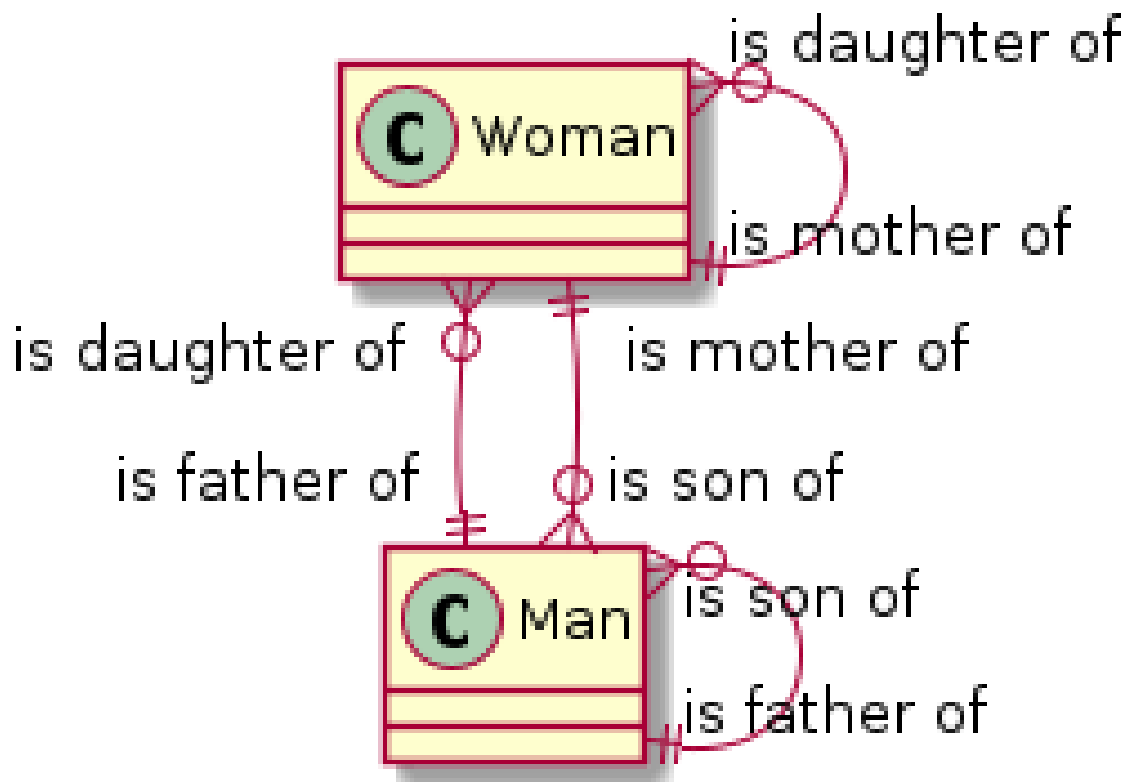 is daughter of
C Woman
is mother of
is daughter of
is mother of
is father of
is son of
C Man
is son of
is father of